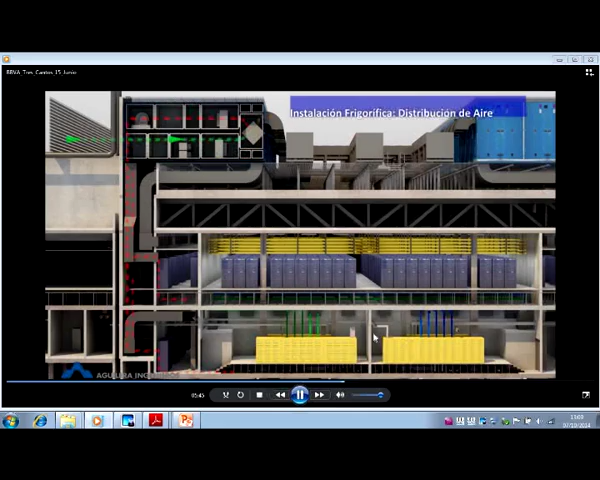 BBVA_Tres_Cantos_15_Junio
Instalación Frigorífica: Distribución de Aire
AGUILERA INGENIEROS
05:45
13:09
07/10/2014